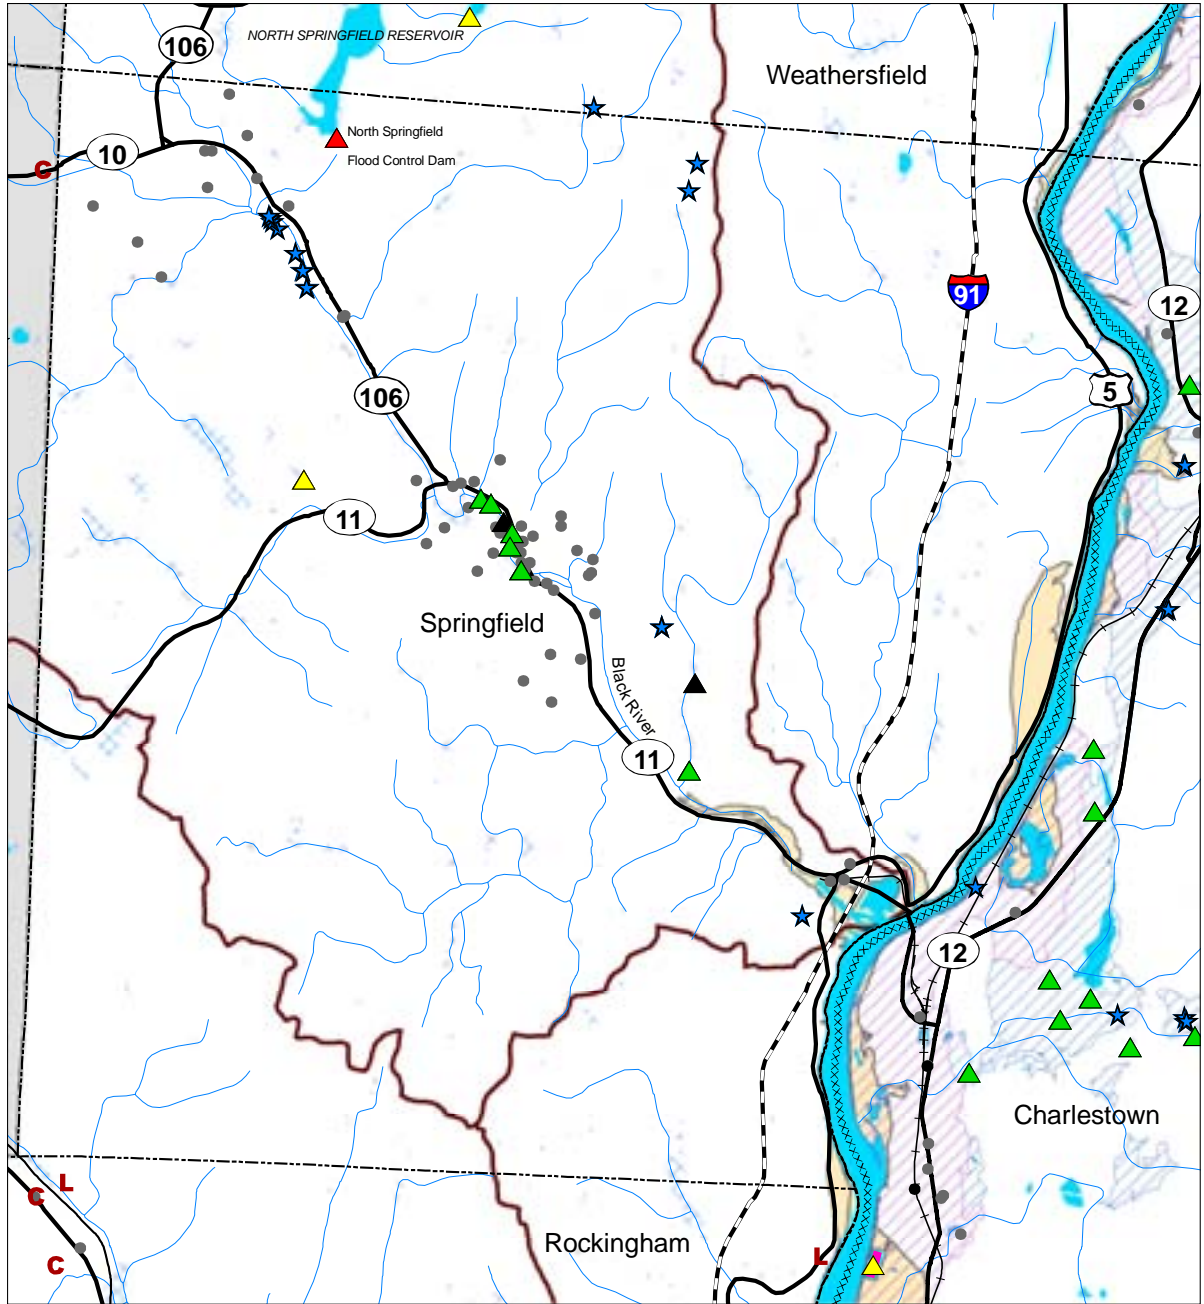 NORTH SPRINGFIELD RESERVOIR
106
Weathersfield
North Springfield
10
Flood Control Dam
C
91
12
5
106
11
Springfield
Black River
11
12
Charlestown
L
C
Rockingham
L
C